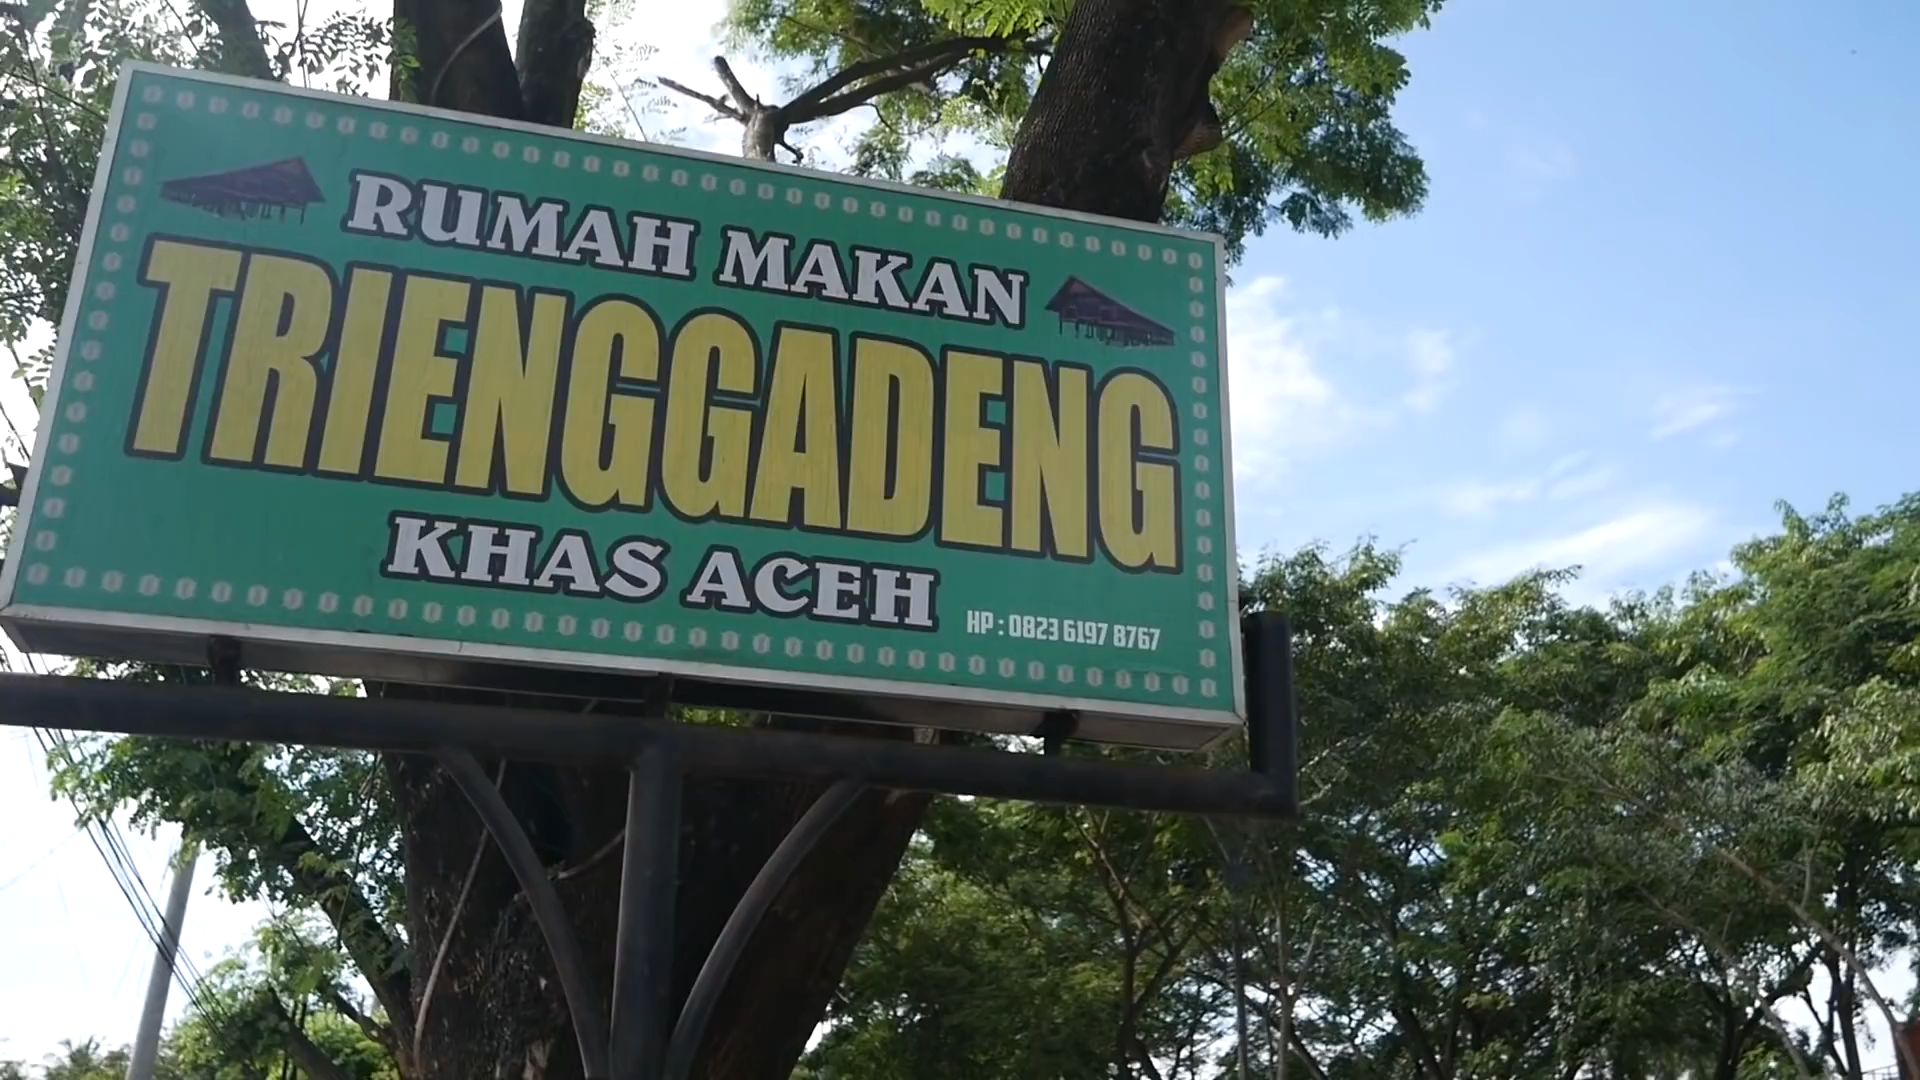 RUMAH MAKAN
TRIENGGADENG
KHAS ACEH
HP : 0823 6197 8767